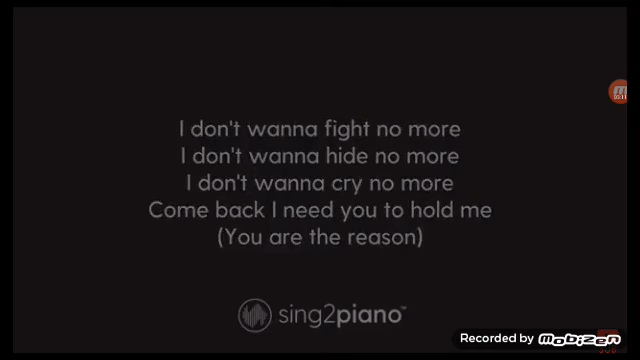 I don't wanna fight no more
I don't wanna hide no more
I don't wanna cry no more
Come back I need you to hold me
(You are the reason)
sing2piano™
Recorded by MOBIZEN